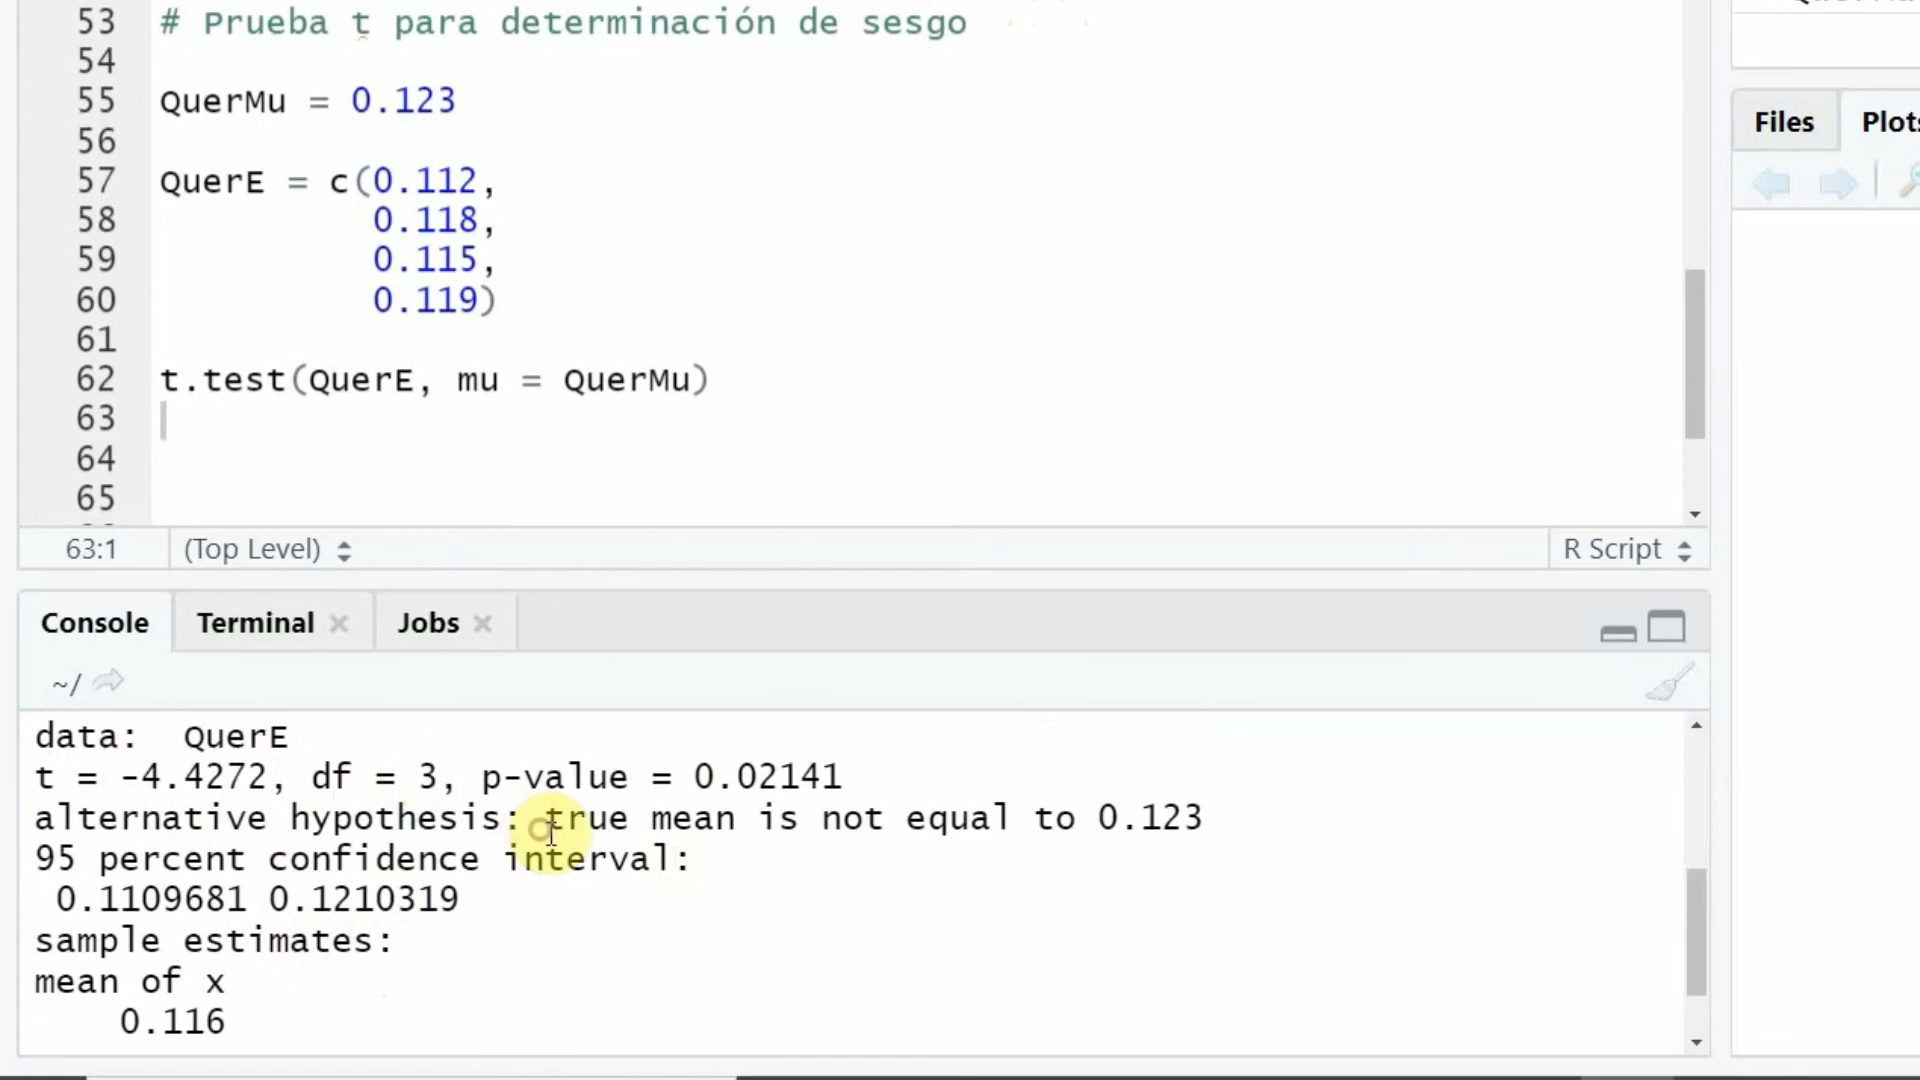 53 # Prueba t para determinación de sesgo
54
55 QuerMu = 0.123
56
57 QuerE = c(0.112,
58 0.118,
59 0.115,
60 0.119)
61
62 t.test(QuerE, mu = QuerMu)
63
64
65
63:1 (Top Level) R Script
Files Plots
Console Terminal Jobs
~/
data: QuerE
t = -4.4272, df = 3, p-value = 0.02141
alternative hypothesis: true mean is not equal to 0.123
95 percent confidence interval:
0.1109681 0.1210319
sample estimates:
mean of x
0.116